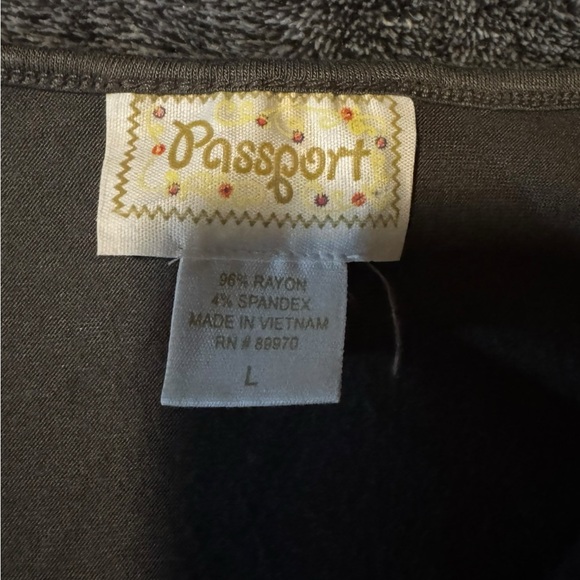 Passport
96% RAYON
4% SPANDEX
MADE IN VIETNAM
RN # 89970
L